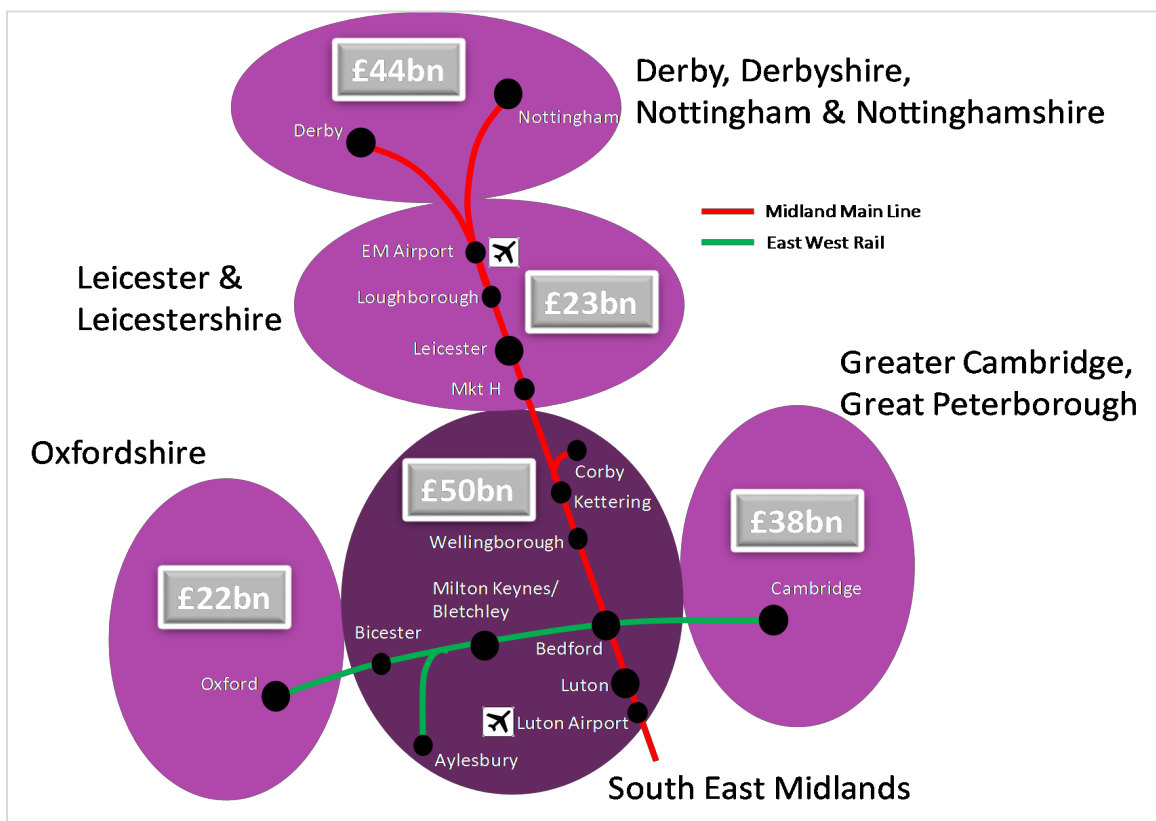 £44bn
Derby, Derbyshire,
Nottingham & Nottinghamshire
Nottingham
Derby
Midland Main Line
East West Rail
EM Airport
Leicester &
Leicestershire
Loughborough
£23bn
Leicester
Mkt H
Greater Cambridge,
Great Peterborough
Oxfordshire
Corby
£50bn
Kettering
£38bn
Wellingborough
£22bn
Milton Keynes/
Bletchley
Cambridge
Bicester
Bedford
Oxford
Luton
Luton Airport
Aylesbury
South East Midlands